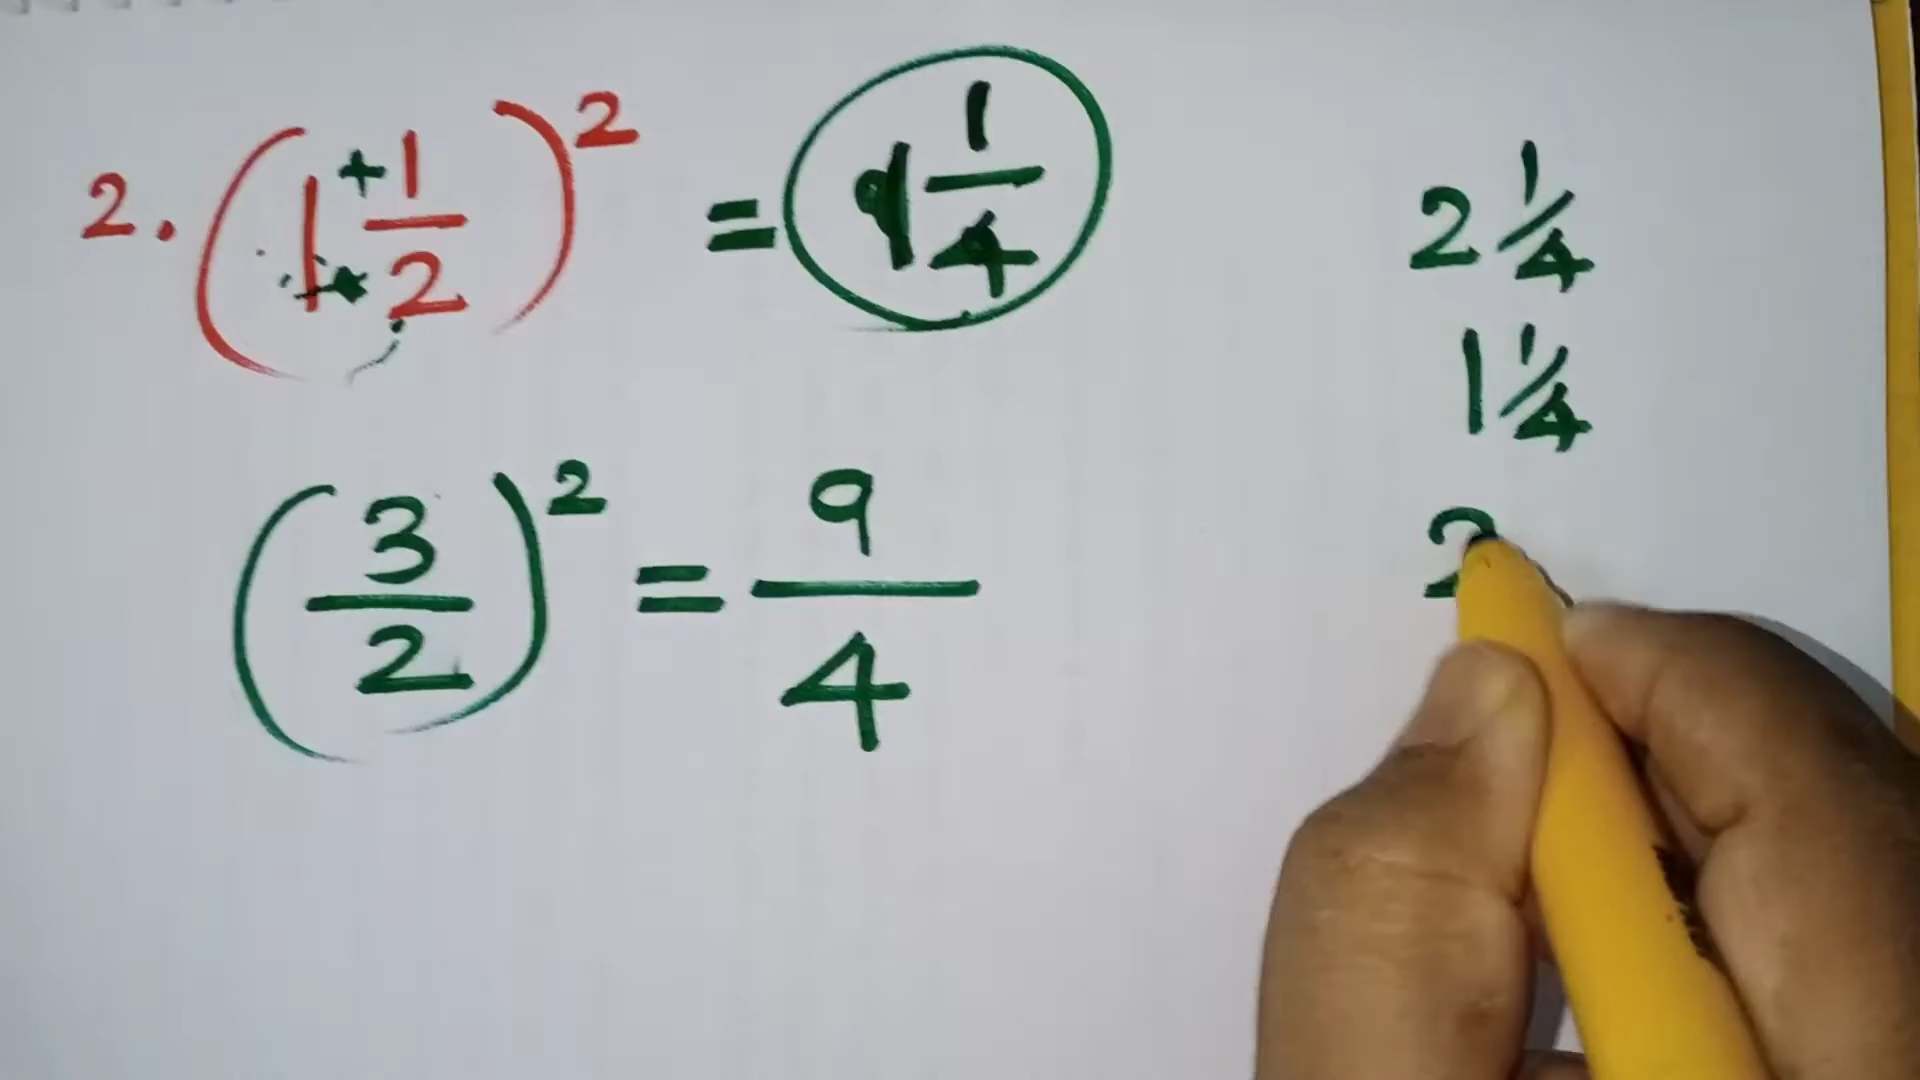 2. (1 + 1/2)² = 1 1/4
(3/2)² = 9/4
2 1/4
1 1/4
2